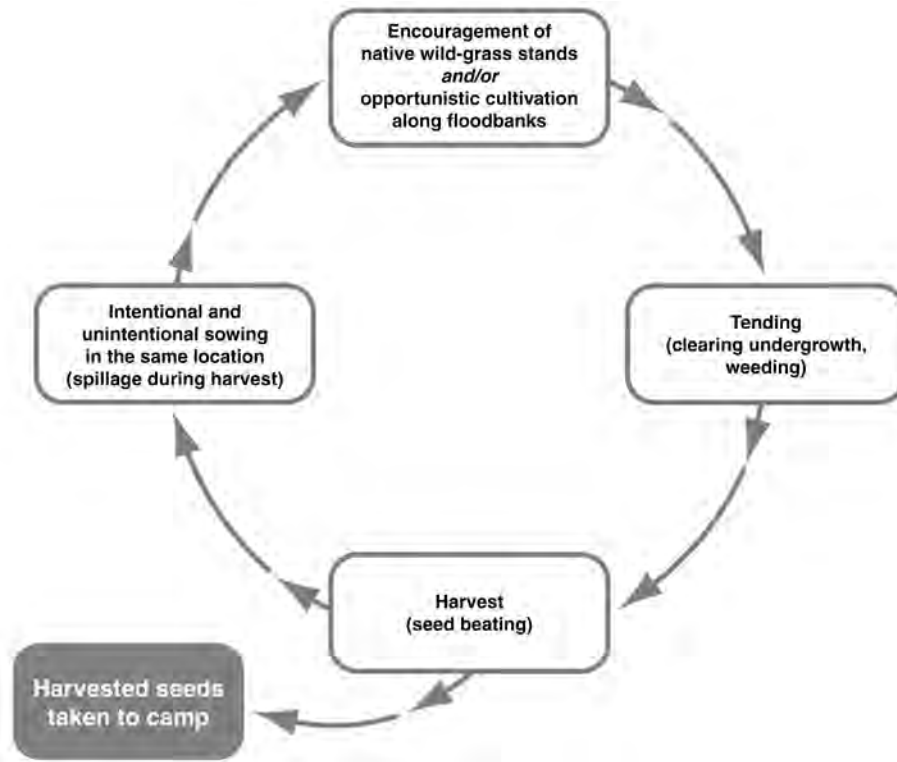 Encouragement of
native wild-grass stands
and/or
opportunistic cultivation
along floodbanks
Tending
(clearing undergrowth,
weeding)
Harvest
(seed beating)
Harvested seeds
taken to camp
Intentional and
unintentional sowing
in the same location
(spillage during harvest)